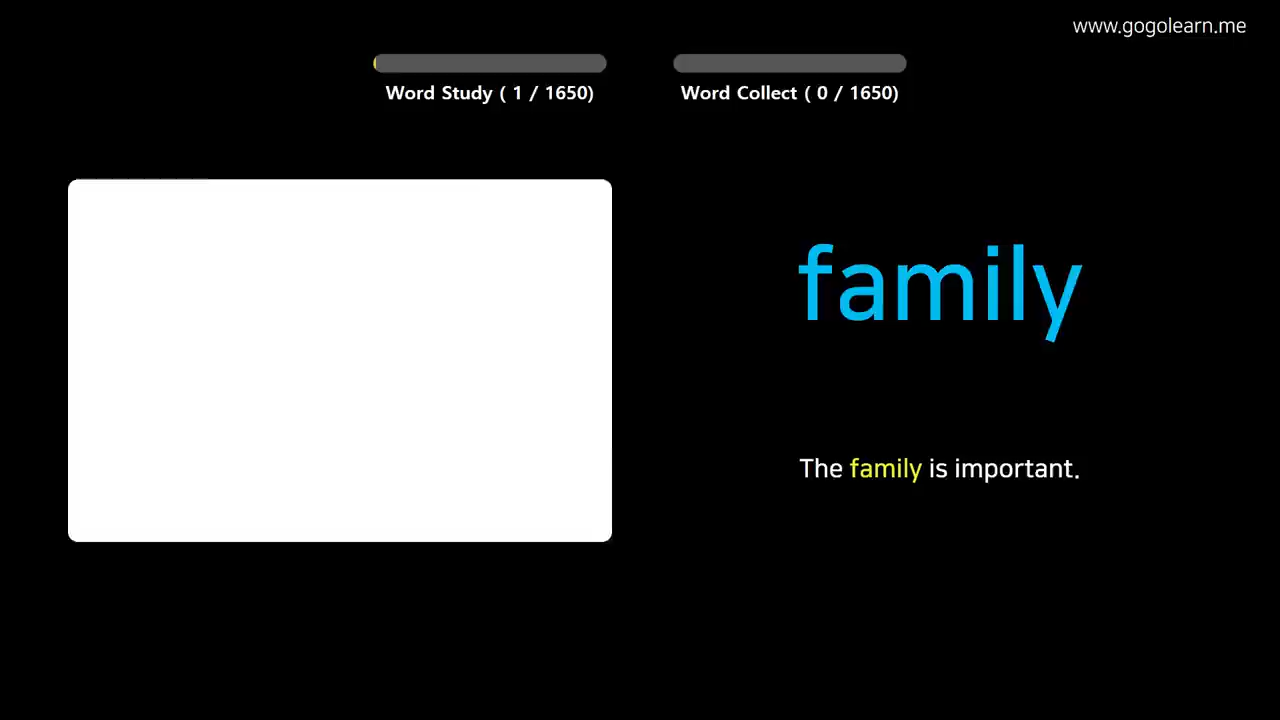 www.gogolearn.me
Word Study ( 1 / 1650)
Word Collect ( 0 / 1650)
family
The family is important.